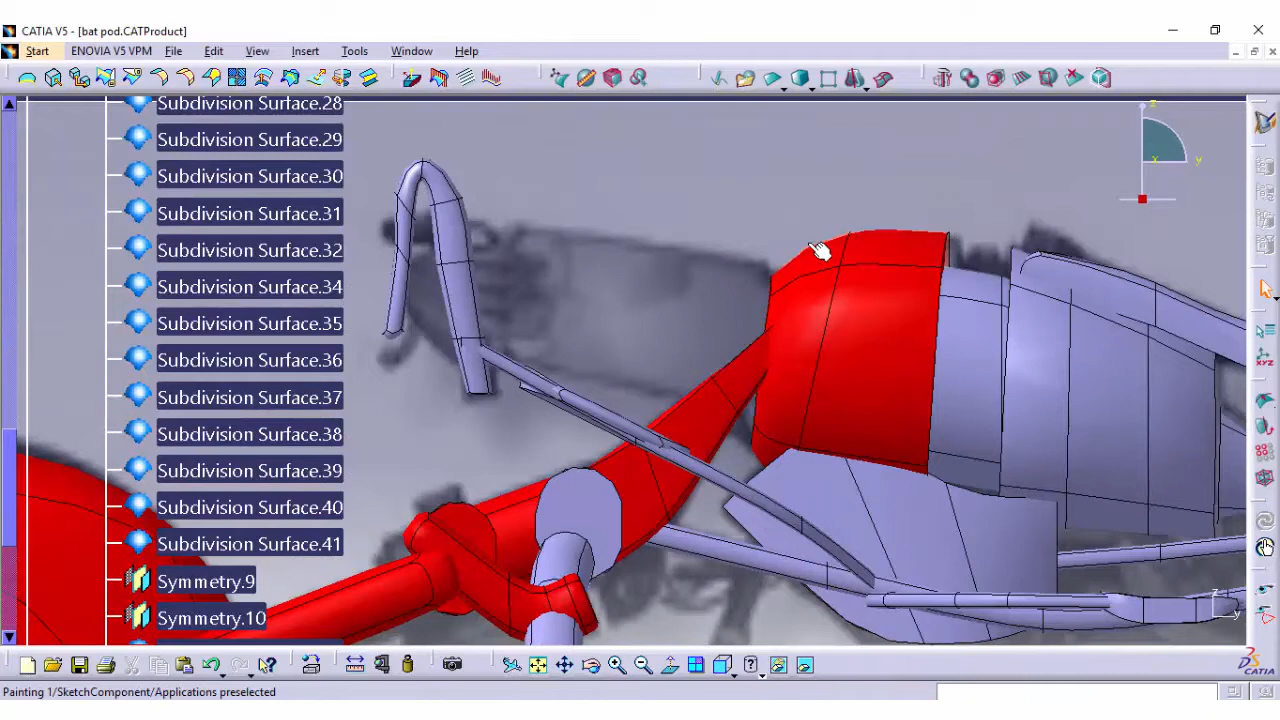 CATIA V5 - [bat pod.CATProduct]
Start ENOVIA V5 VPM File Edit View Insert Tools Window Help
Subdivision Surface.28
Subdivision Surface.29
Subdivision Surface.30
Subdivision Surface.31
Subdivision Surface.32
Subdivision Surface.34
Subdivision Surface.35
Subdivision Surface.36
Subdivision Surface.37
Subdivision Surface.38
Subdivision Surface.39
Subdivision Surface.40
Subdivision Surface.41
Symmetry.9
Symmetry.10
z
x y
z
y
CATIA
Painting 1/SketchComponent/Applications preselected